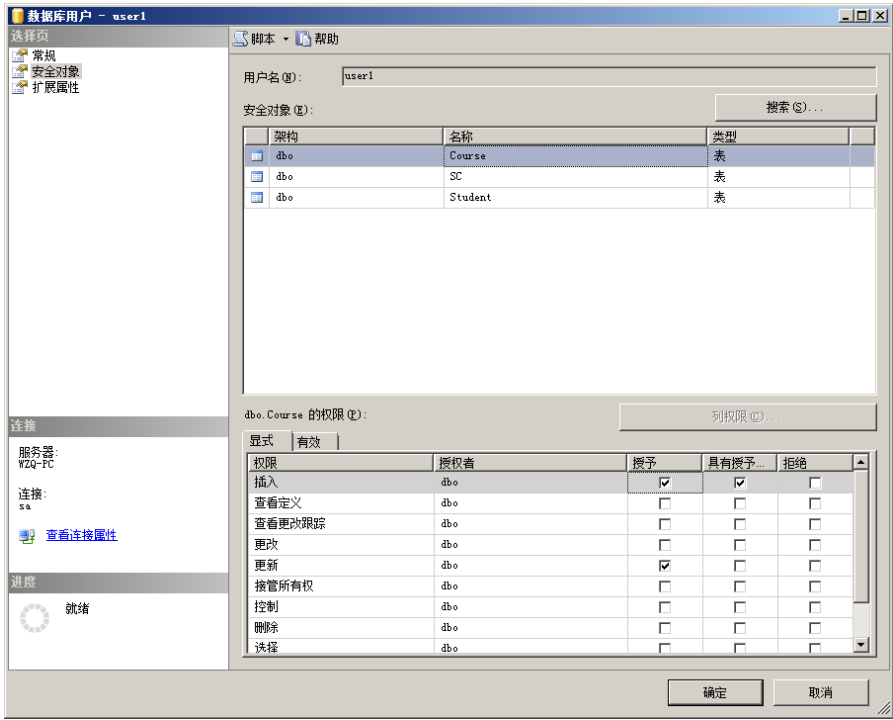 数据库用户 - user1
选择页
常规
安全对象
扩展属性
脚本 帮助
用户名(N): user1
安全对象(E): 搜索(S)...
架构 名称 类型
dbo Course 表
dbo SC 表
dbo Student 表
dbo.Course 的权限(P): 列权限(C)...
显式 有效
权限 授权者 授予 具有授予... 拒绝
插入 dbo
查看定义 dbo
查看更改跟踪 dbo
更改 dbo
更新 dbo
接管所有权 dbo
控制 dbo
删除 dbo
选择 dbo
连接
服务器:
WZQ-PC
连接:
sa
查看连接属性
进度
就绪
确定 取消